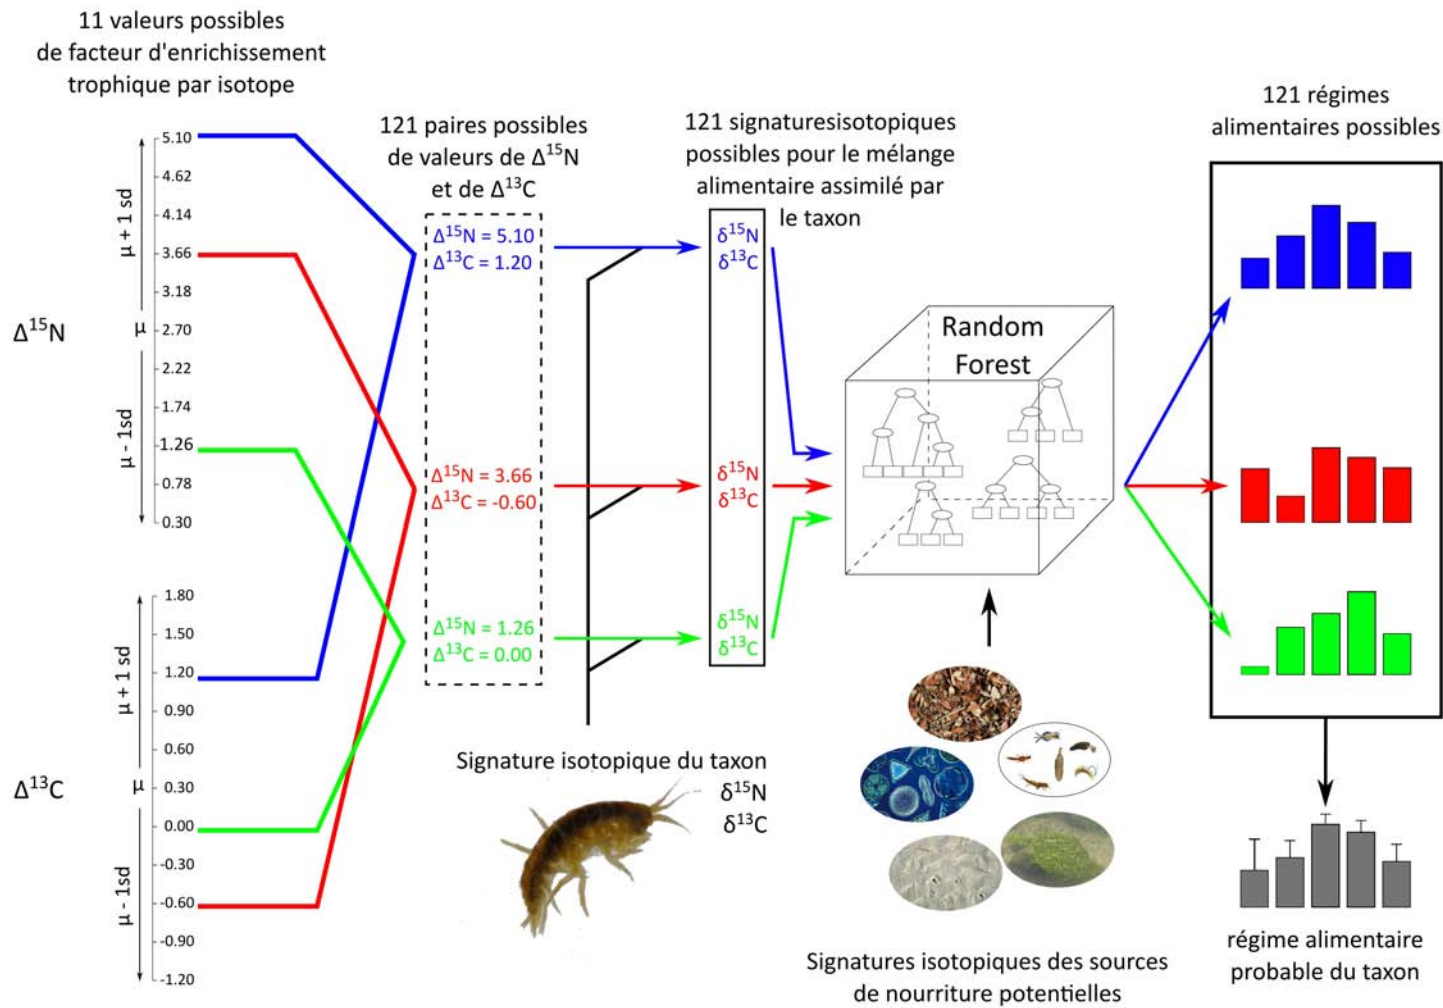 11 valeurs possibles
de facteur d'enrichissement
trophique par isotope
5.10
4.62
4.14
3.66
3.18
2.70
2.22
1.74
1.26
0.78
0.30
µ + 1 sd
µ
µ - 1sd
Δ¹⁵N
1.80
1.50
1.20
0.90
0.60
0.30
0.00
-0.30
-0.60
-0.90
-1.20
µ + 1 sd
µ
µ - 1sd
Δ¹³C
121 paires possibles
de valeurs de Δ¹⁵N
et de Δ¹³C
Δ¹⁵N = 5.10
Δ¹³C = 1.20
Δ¹⁵N = 3.66
Δ¹³C = -0.60
Δ¹⁵N = 1.26
Δ¹³C = 0.00
Signature isotopique du taxon
δ¹⁵N
δ¹³C
121 signaturesisotopiques
possibles pour le mélange
alimentaire assimilé par
le taxon
δ¹⁵N
δ¹³C
δ¹⁵N
δ¹³C
δ¹⁵N
δ¹³C
Random
Forest
Signatures isotopiques des sources
de nourriture potentielles
121 régimes
alimentaires possibles
régime alimentaire
probable du taxon